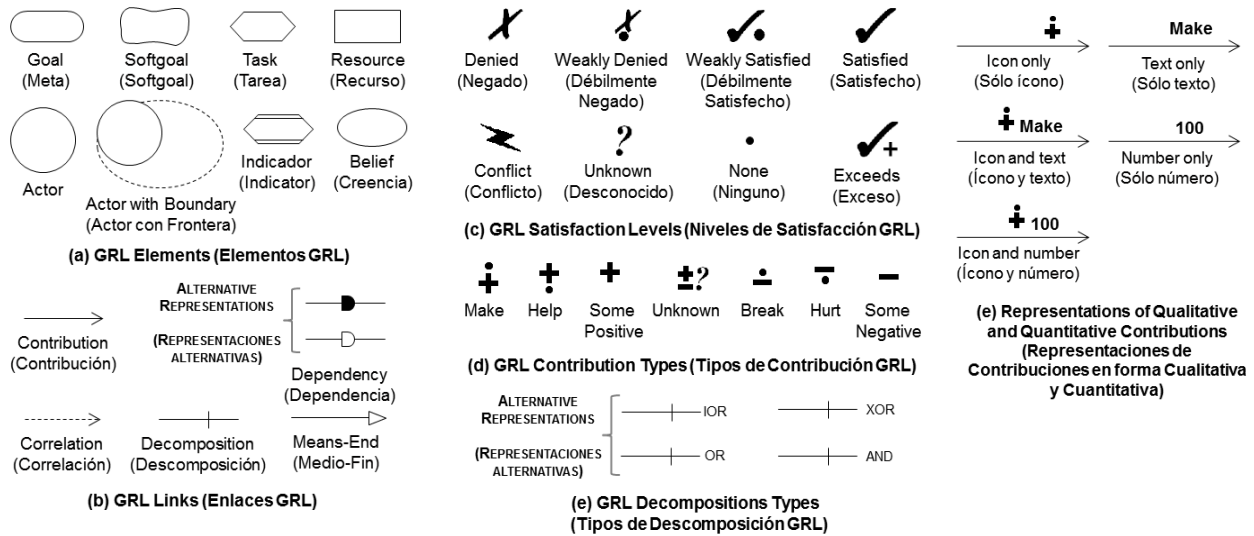 Goal
(Meta)
Softgoal
(Softgoal)
Task
(Tarea)
Resource
(Recurso)
Actor
Actor with Boundary
(Actor con Frontera)
Indicador
(Indicator)
Belief
(Creencia)
(a) GRL Elements (Elementos GRL)
Contribution
(Contribución)
ALTERNATIVE
REPRESENTATIONS
(REPRESENTACIONES
ALTERNATIVAS)
Dependency
(Dependencia)
Correlation
(Correlación)
Decomposition
(Descomposición)
Means-End
(Medio-Fin)
(b) GRL Links (Enlaces GRL)
Denied
(Negado)
Weakly Denied
(Débilmente
Negado)
Weakly Satisfied
(Débilmente
Satisfecho)
Satisfied
(Satisfecho)
Conflict
(Conflicto)
?
Unknown
(Desconocido)
None
(Ninguno)
Exceeds
(Exceso)
(c) GRL Satisfaction Levels (Niveles de Satisfacción GRL)
Make
Help
Some
Positive
±?
Unknown
Break
Hurt
Some
Negative
(d) GRL Contribution Types (Tipos de Contribución GRL)
ALTERNATIVE
REPRESENTATIONS
(REPRESENTACIONES
ALTERNATIVAS)
IOR
XOR
OR
AND
(e) GRL Decompositions Types
(Tipos de Descomposición GRL)
Icon only
(Sólo ícono)
Make
Text only
(Sólo texto)
Make
Icon and text
(Ícono y texto)
100
Number only
(Sólo número)
100
Icon and number
(Ícono y número)
(e) Representations of Qualitative
and Quantitative Contributions
(Representaciones de
Contribuciones en forma Cualitativa
y Cuantitativa)